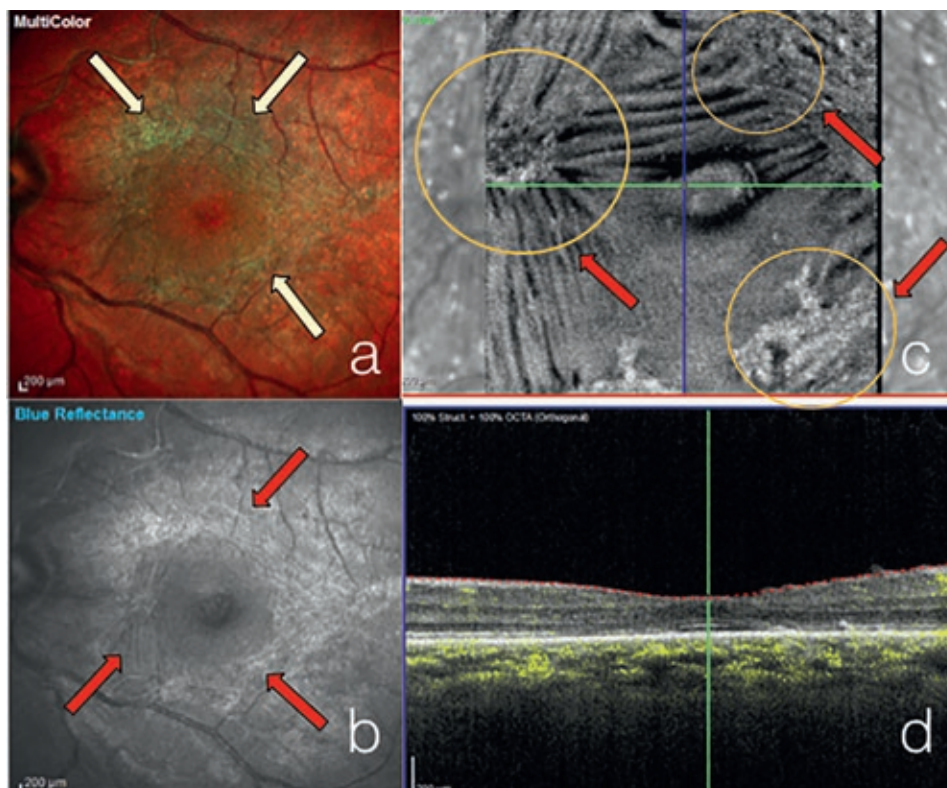 MultiColor
200 µm
a
c
Blue Reflectance
200 µm
b
100% Struct. + 100% OCTA (Orthogonal)
d